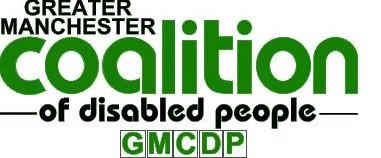 GREATER
MANCHESTER
coalition
of disabled people
GMCDP